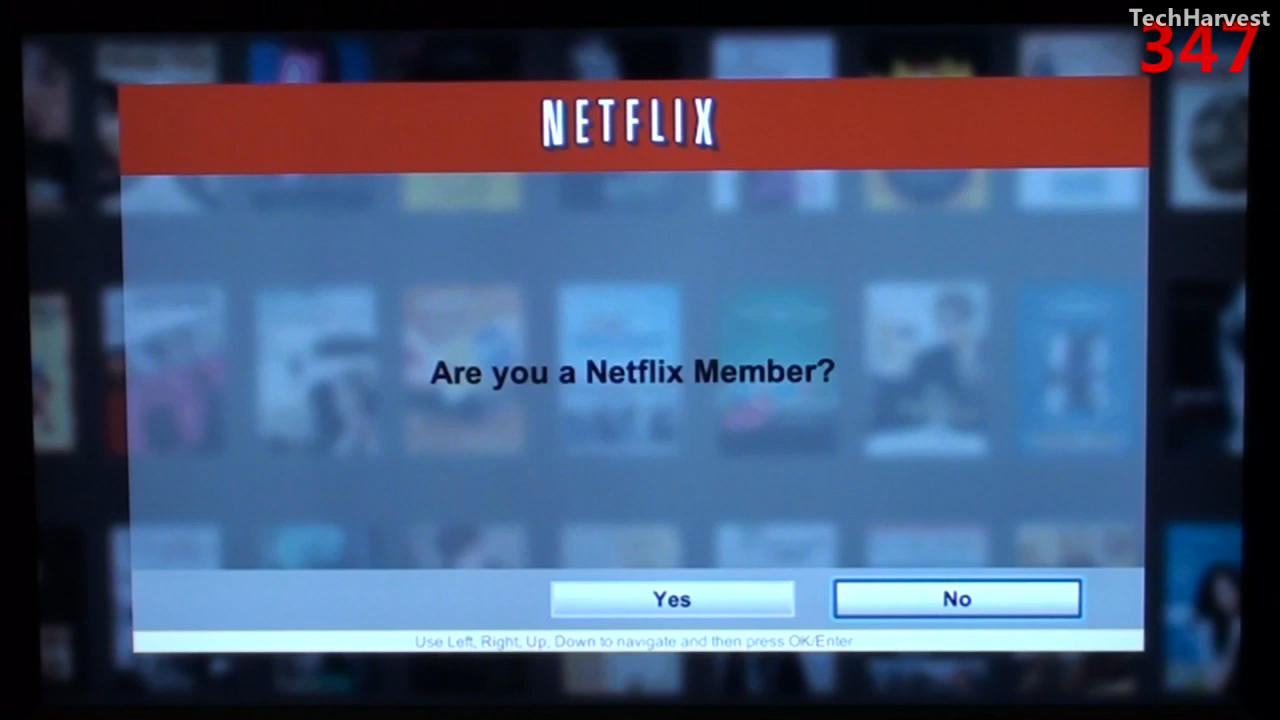 TechHarvest
347
NETFLIX
Are you a Netflix Member?
Yes
No
Use Left, Right, Up, Down to navigate and then press OK/Enter